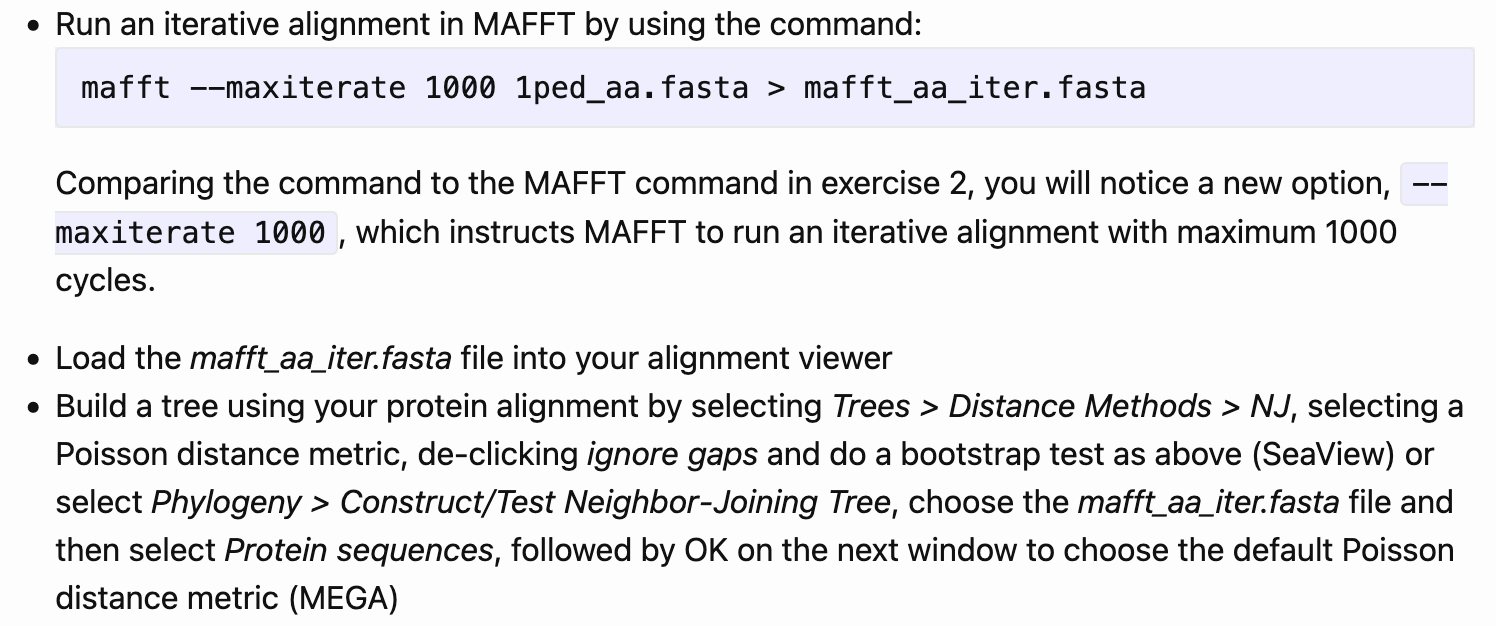 • Run an iterative alignment in MAFFT by using the command:
mafft --maxiterate 1000 1ped_aa.fasta > mafft_aa_iter.fasta
Comparing the command to the MAFFT command in exercise 2, you will notice a new option, --
maxiterate 1000 , which instructs MAFFT to run an iterative alignment with maximum 1000
cycles.
• Load the mafft_aa_iter.fasta file into your alignment viewer
• Build a tree using your protein alignment by selecting Trees > Distance Methods > NJ, selecting a
Poisson distance metric, de-clicking ignore gaps and do a bootstrap test as above (SeaView) or
select Phylogeny > Construct/Test Neighbor-Joining Tree, choose the mafft_aa_iter.fasta file and
then select Protein sequences, followed by OK on the next window to choose the default Poisson
distance metric (MEGA)